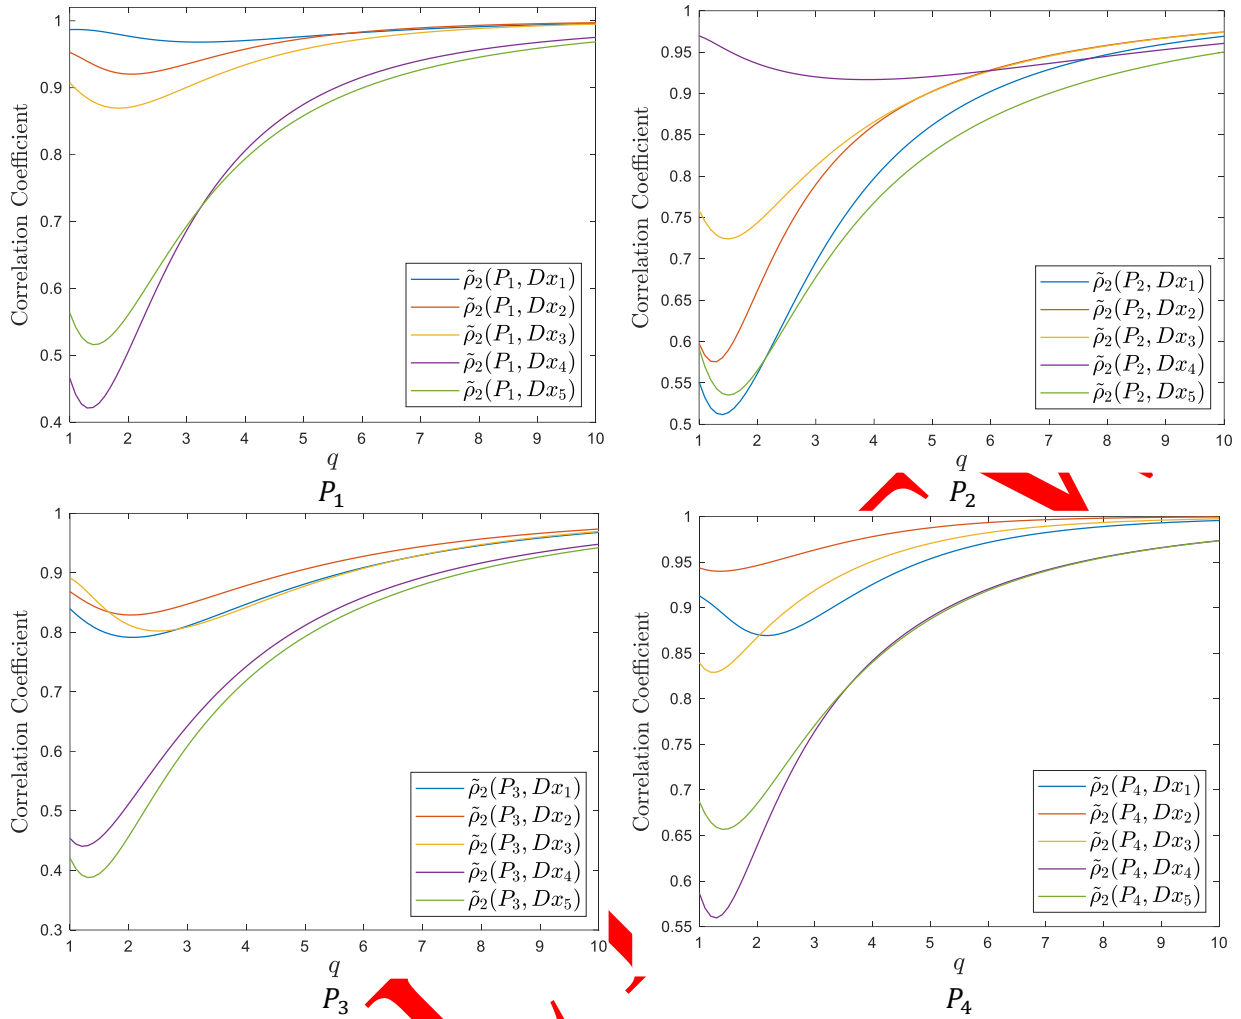 1
0.9
0.8
0.7
0.6
0.5
0.4
1 2 3 4 5 6 7 8 9 10
Correlation Coefficient
q
ρ̃₂(P₁, Dx₁)
ρ̃₂(P₁, Dx₂)
ρ̃₂(P₁, Dx₃)
ρ̃₂(P₁, Dx₄)
ρ̃₂(P₁, Dx₅)
P₁
1
0.95
0.9
0.85
0.8
0.75
0.7
0.65
0.6
0.55
0.5
1 2 3 4 5 6 7 8 9 10
Correlation Coefficient
q
ρ̃₂(P₂, Dx₁)
ρ̃₂(P₂, Dx₂)
ρ̃₂(P₂, Dx₃)
ρ̃₂(P₂, Dx₄)
ρ̃₂(P₂, Dx₅)
P₂
1
0.9
0.8
0.7
0.6
0.5
0.4
0.3
1 2 3 4 5 6 7 8 9 10
Correlation Coefficient
q
ρ̃₂(P₃, Dx₁)
ρ̃₂(P₃, Dx₂)
ρ̃₂(P₃, Dx₃)
ρ̃₂(P₃, Dx₄)
ρ̃₂(P₃, Dx₅)
P₃
1
0.95
0.9
0.85
0.8
0.75
0.7
0.65
0.6
0.55
1 2 3 4 5 6 7 8 9 10
Correlation Coefficient
q
ρ̃₂(P₄, Dx₁)
ρ̃₂(P₄, Dx₂)
ρ̃₂(P₄, Dx₃)
ρ̃₂(P₄, Dx₄)
ρ̃₂(P₄, Dx₅)
P₄